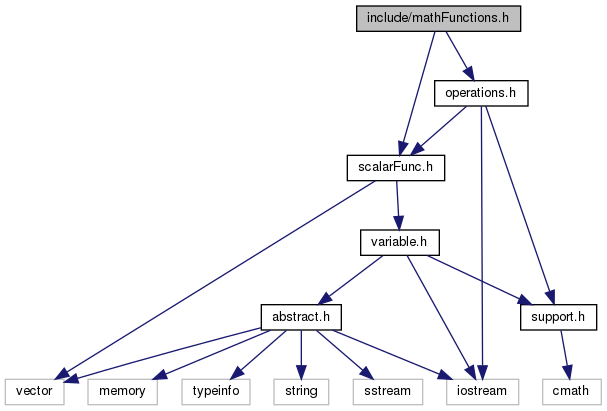 include/mathFunctions.h
operations.h
scalarFunc.h
variable.h
abstract.h
support.h
vector
memory
typeinfo
string
sstream
iostream
cmath